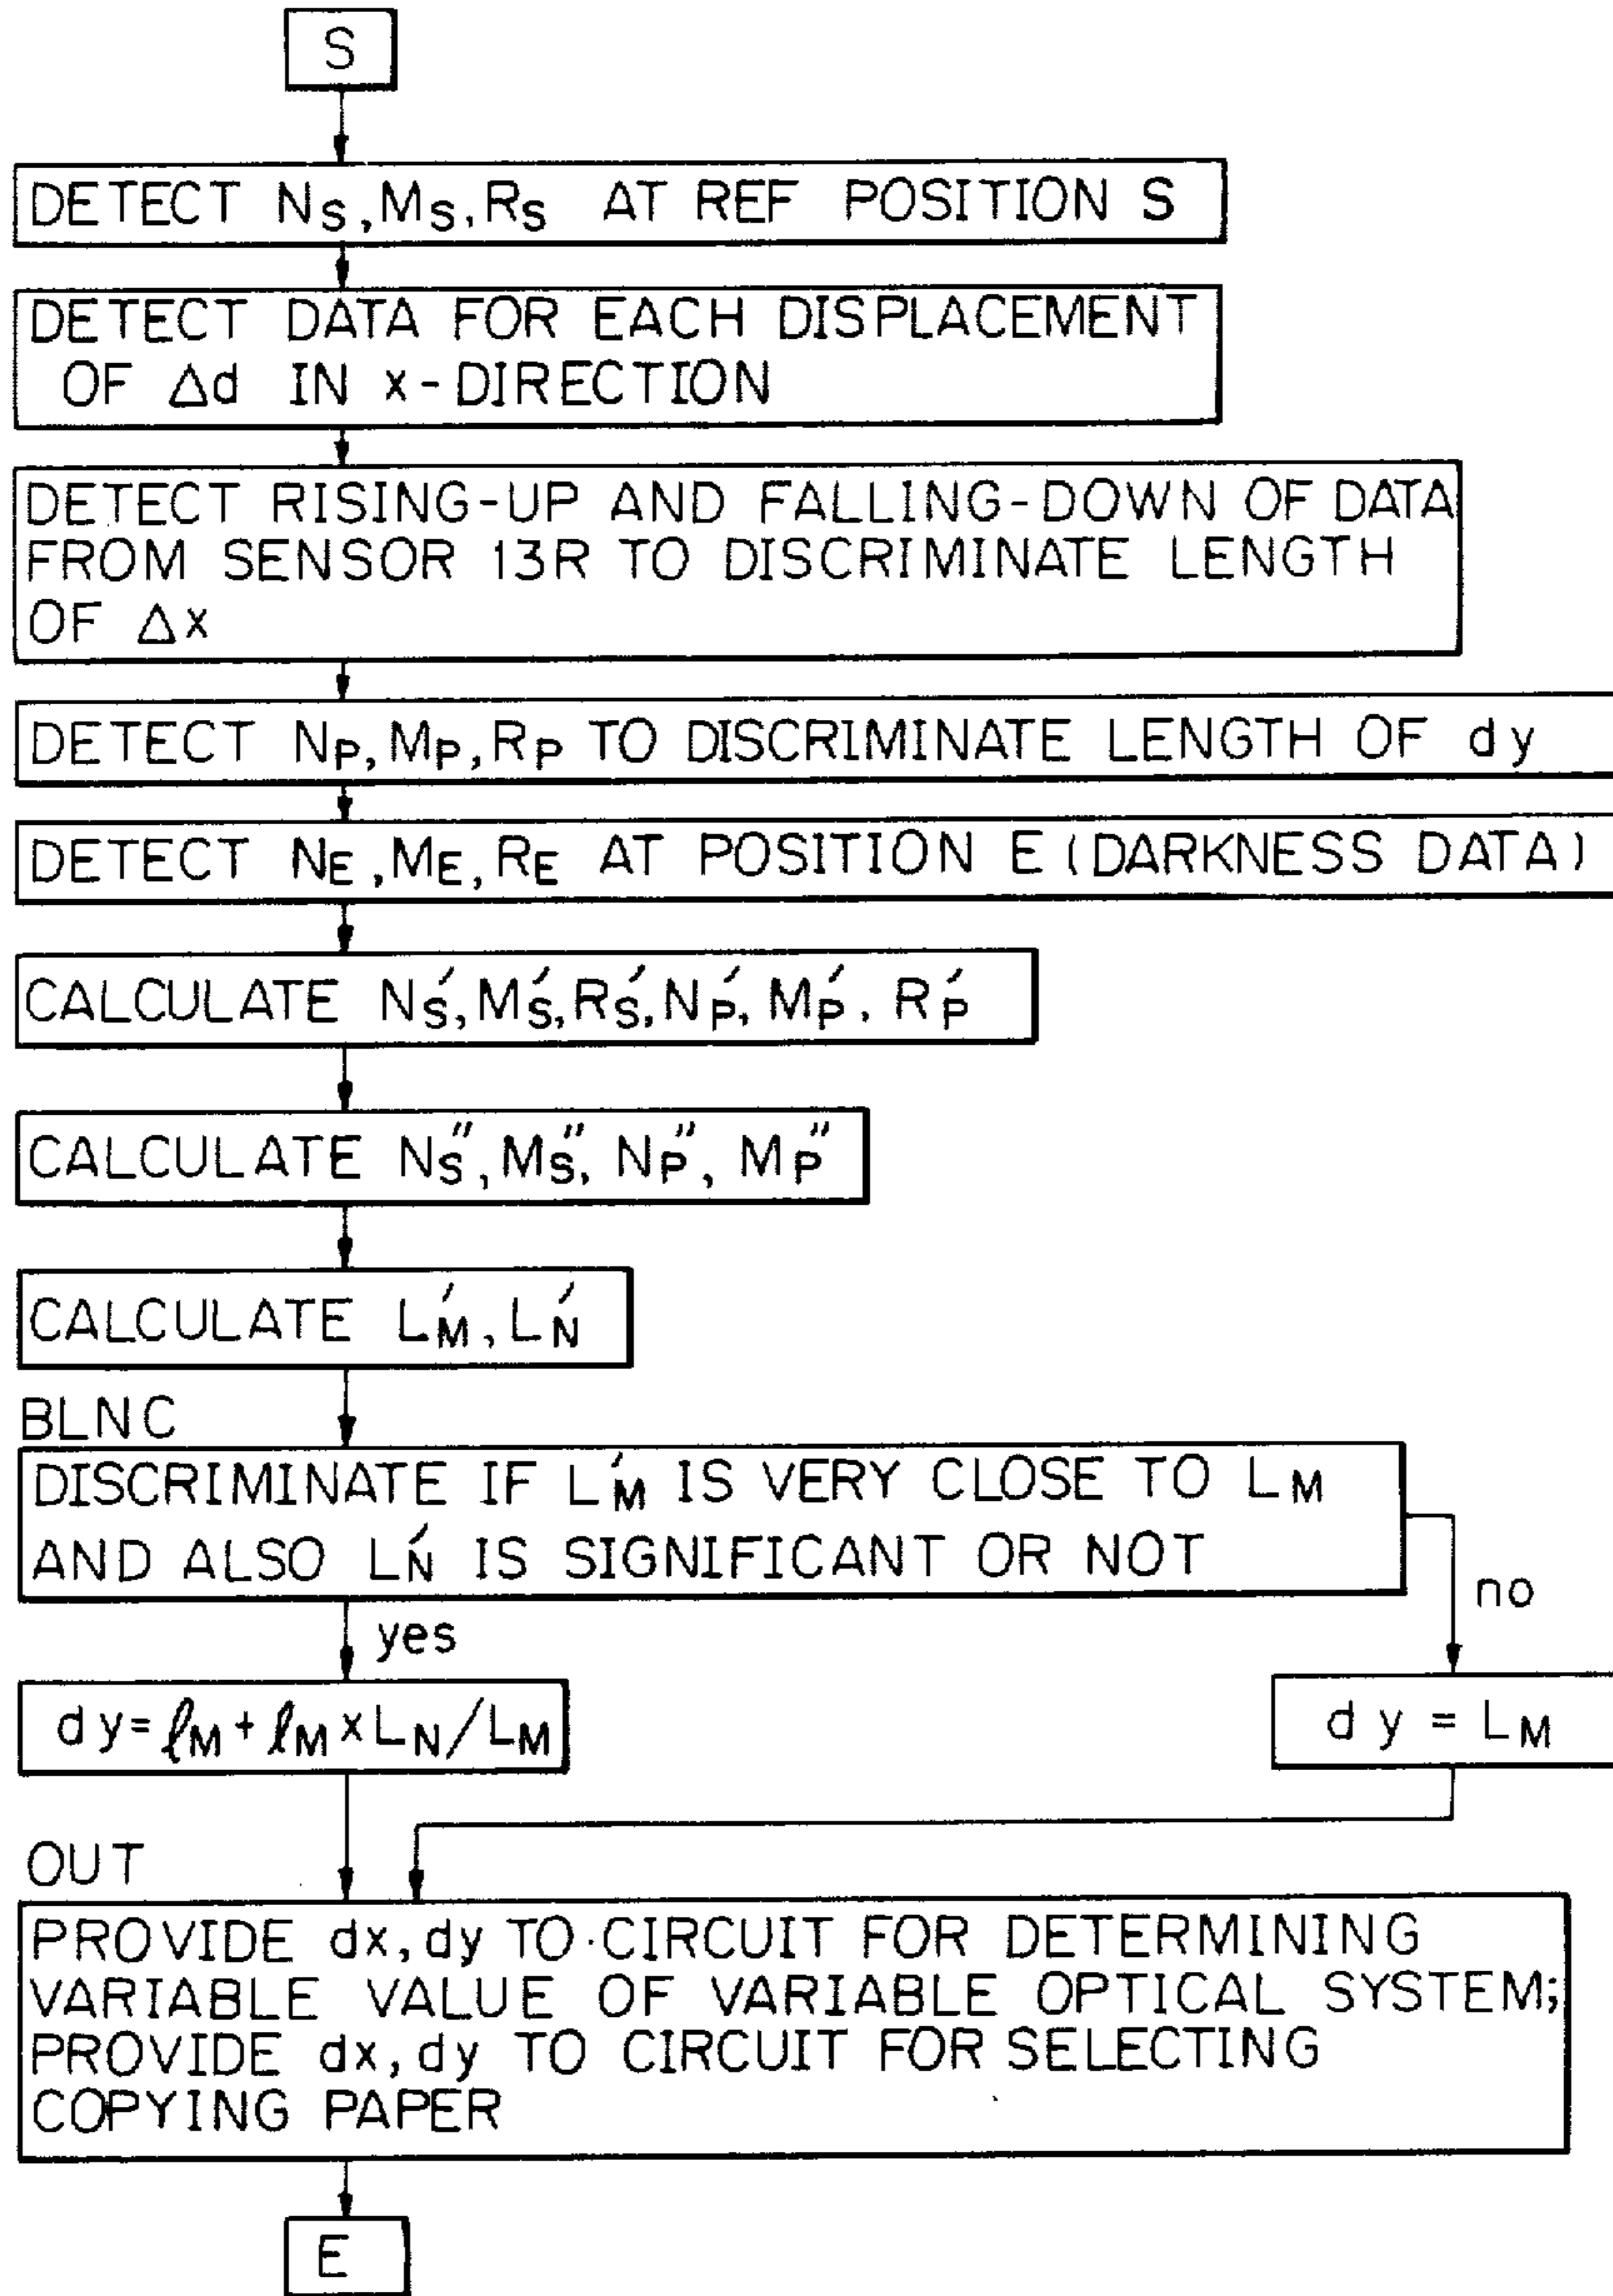 S
DETECT NS,MS,RS AT REF POSITION S
DETECT DATA FOR EACH DISPLACEMENT
OF Δd IN x-DIRECTION
DETECT RISING-UP AND FALLING-DOWN OF DATA
FROM SENSOR 13R TO DISCRIMINATE LENGTH
OF Δx
DETECT NP,MP,RP TO DISCRIMINATE LENGTH OF dy
DETECT NE,ME,RE AT POSITION E (DARKNESS DATA)
CALCULATE NS′,MS′,RS′,NP′,MP′,RP′
CALCULATE NS″,MS″,NP″,MP″
CALCULATE LM′,LN′
BLNC
DISCRIMINATE IF LM′ IS VERY CLOSE TO LM
AND ALSO LN′ IS SIGNIFICANT OR NOT
no
yes
dy=ℓM+ℓM×LN/LM
dy = LM
OUT
PROVIDE dx,dy TO CIRCUIT FOR DETERMINING
VARIABLE VALUE OF VARIABLE OPTICAL SYSTEM;
PROVIDE dx,dy TO CIRCUIT FOR SELECTING
COPYING PAPER
E